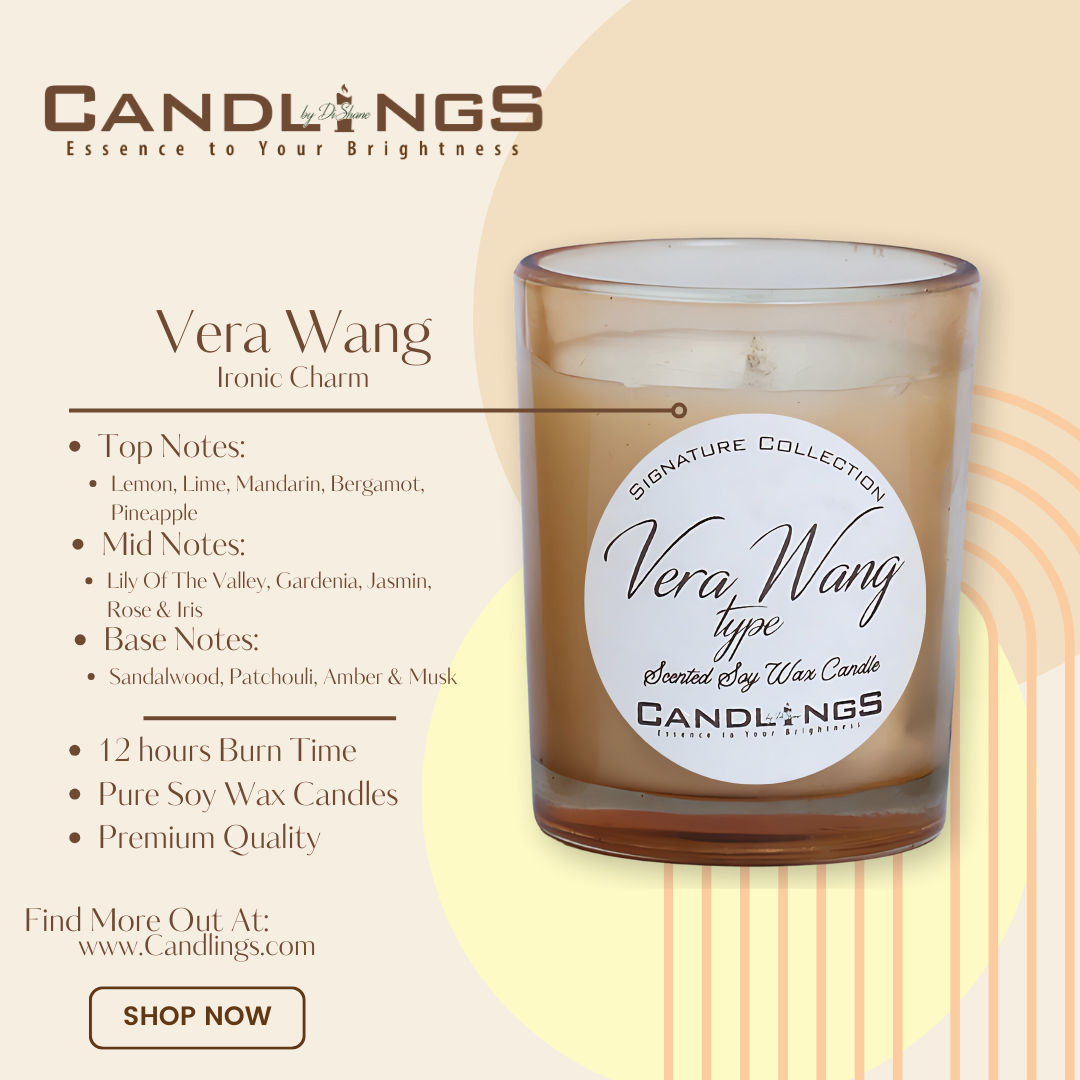 CANDLINGS
by DiShane
Essence to Your Brightness
Vera Wang
Ironic Charm
Top Notes:
Lemon, Lime, Mandarin, Bergamot,
Pineapple
Mid Notes:
Lily Of The Valley, Gardenia, Jasmin,
Rose & Iris
Base Notes:
Sandalwood, Patchouli, Amber & Musk
12 hours Burn Time
Pure Soy Wax Candles
Premium Quality
Find More Out At:
www.Candlings.com
SHOP NOW
Signature Collection
Vera Wang
type
Scented Soy Wax Candle
CANDLINGS
by DiShane
Essence to Your Brightness